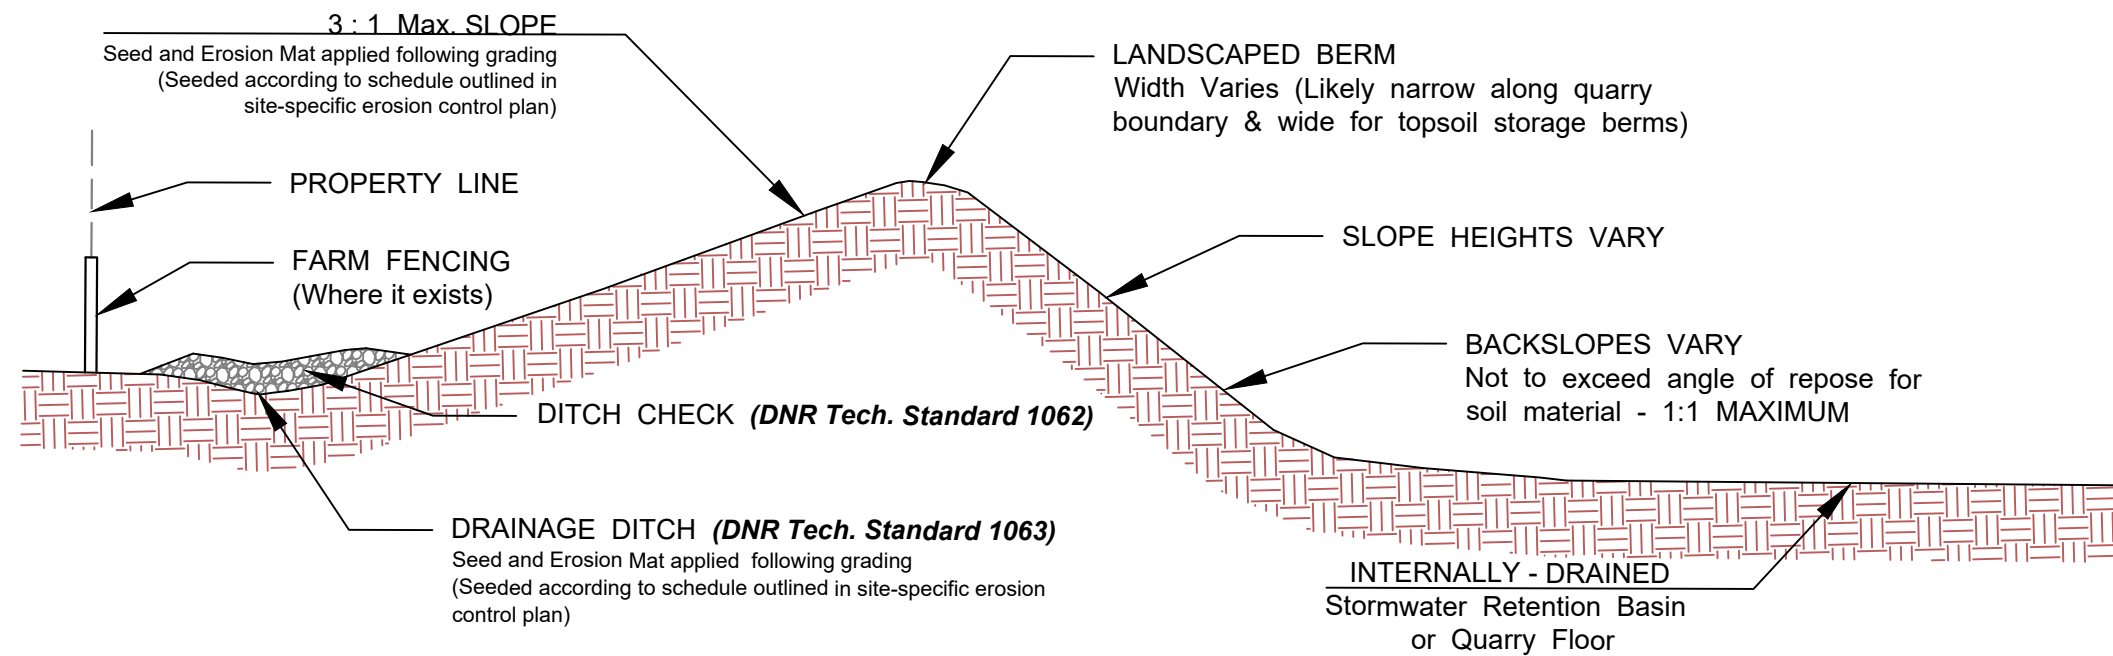 3 : 1 Max. SLOPE
Seed and Erosion Mat applied following grading
(Seeded according to schedule outlined in
site-specific erosion control plan)
LANDSCAPED BERM
Width Varies (Likely narrow along quarry
boundary & wide for topsoil storage berms)
PROPERTY LINE
FARM FENCING
(Where it exists)
SLOPE HEIGHTS VARY
BACKSLOPES VARY
Not to exceed angle of repose for
soil material - 1:1 MAXIMUM
DITCH CHECK (DNR Tech. Standard 1062)
DRAINAGE DITCH (DNR Tech. Standard 1063)
Seed and Erosion Mat applied following grading
(Seeded according to schedule outlined in site-specific erosion
control plan)
INTERNALLY - DRAINED
Stormwater Retention Basin
or Quarry Floor